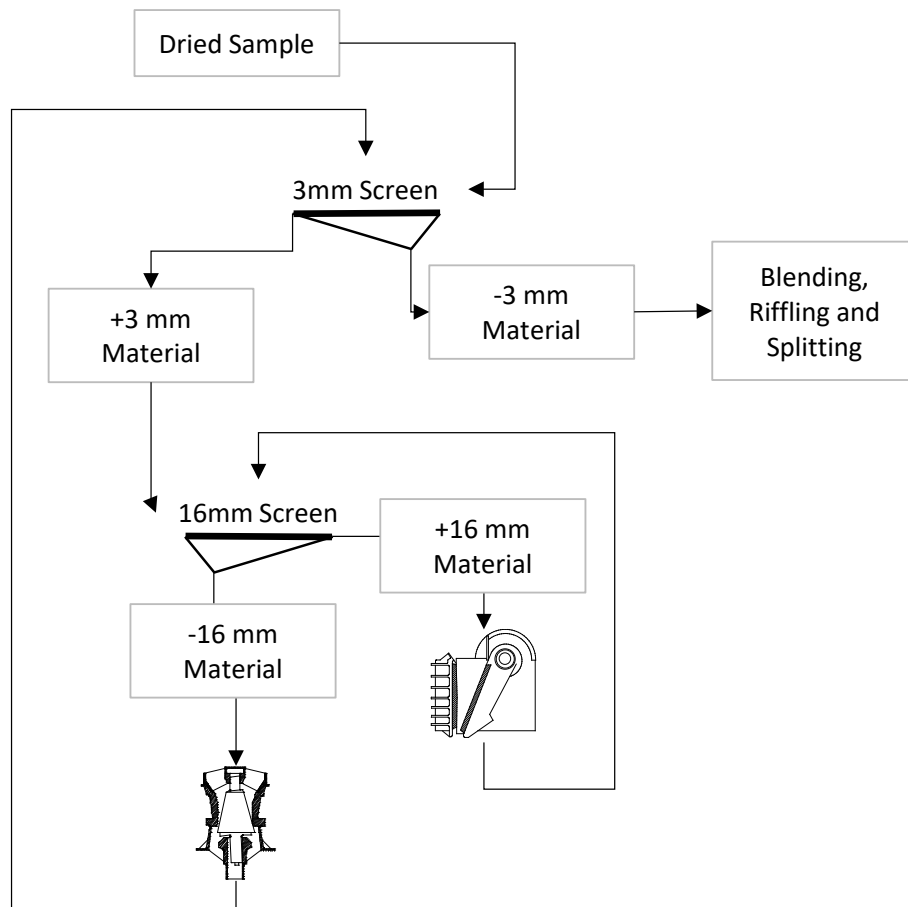 Dried Sample
3mm Screen
+3 mm
Material
-3 mm
Material
Blending,
Riffling and
Splitting
16mm Screen
+16 mm
Material
-16 mm
Material